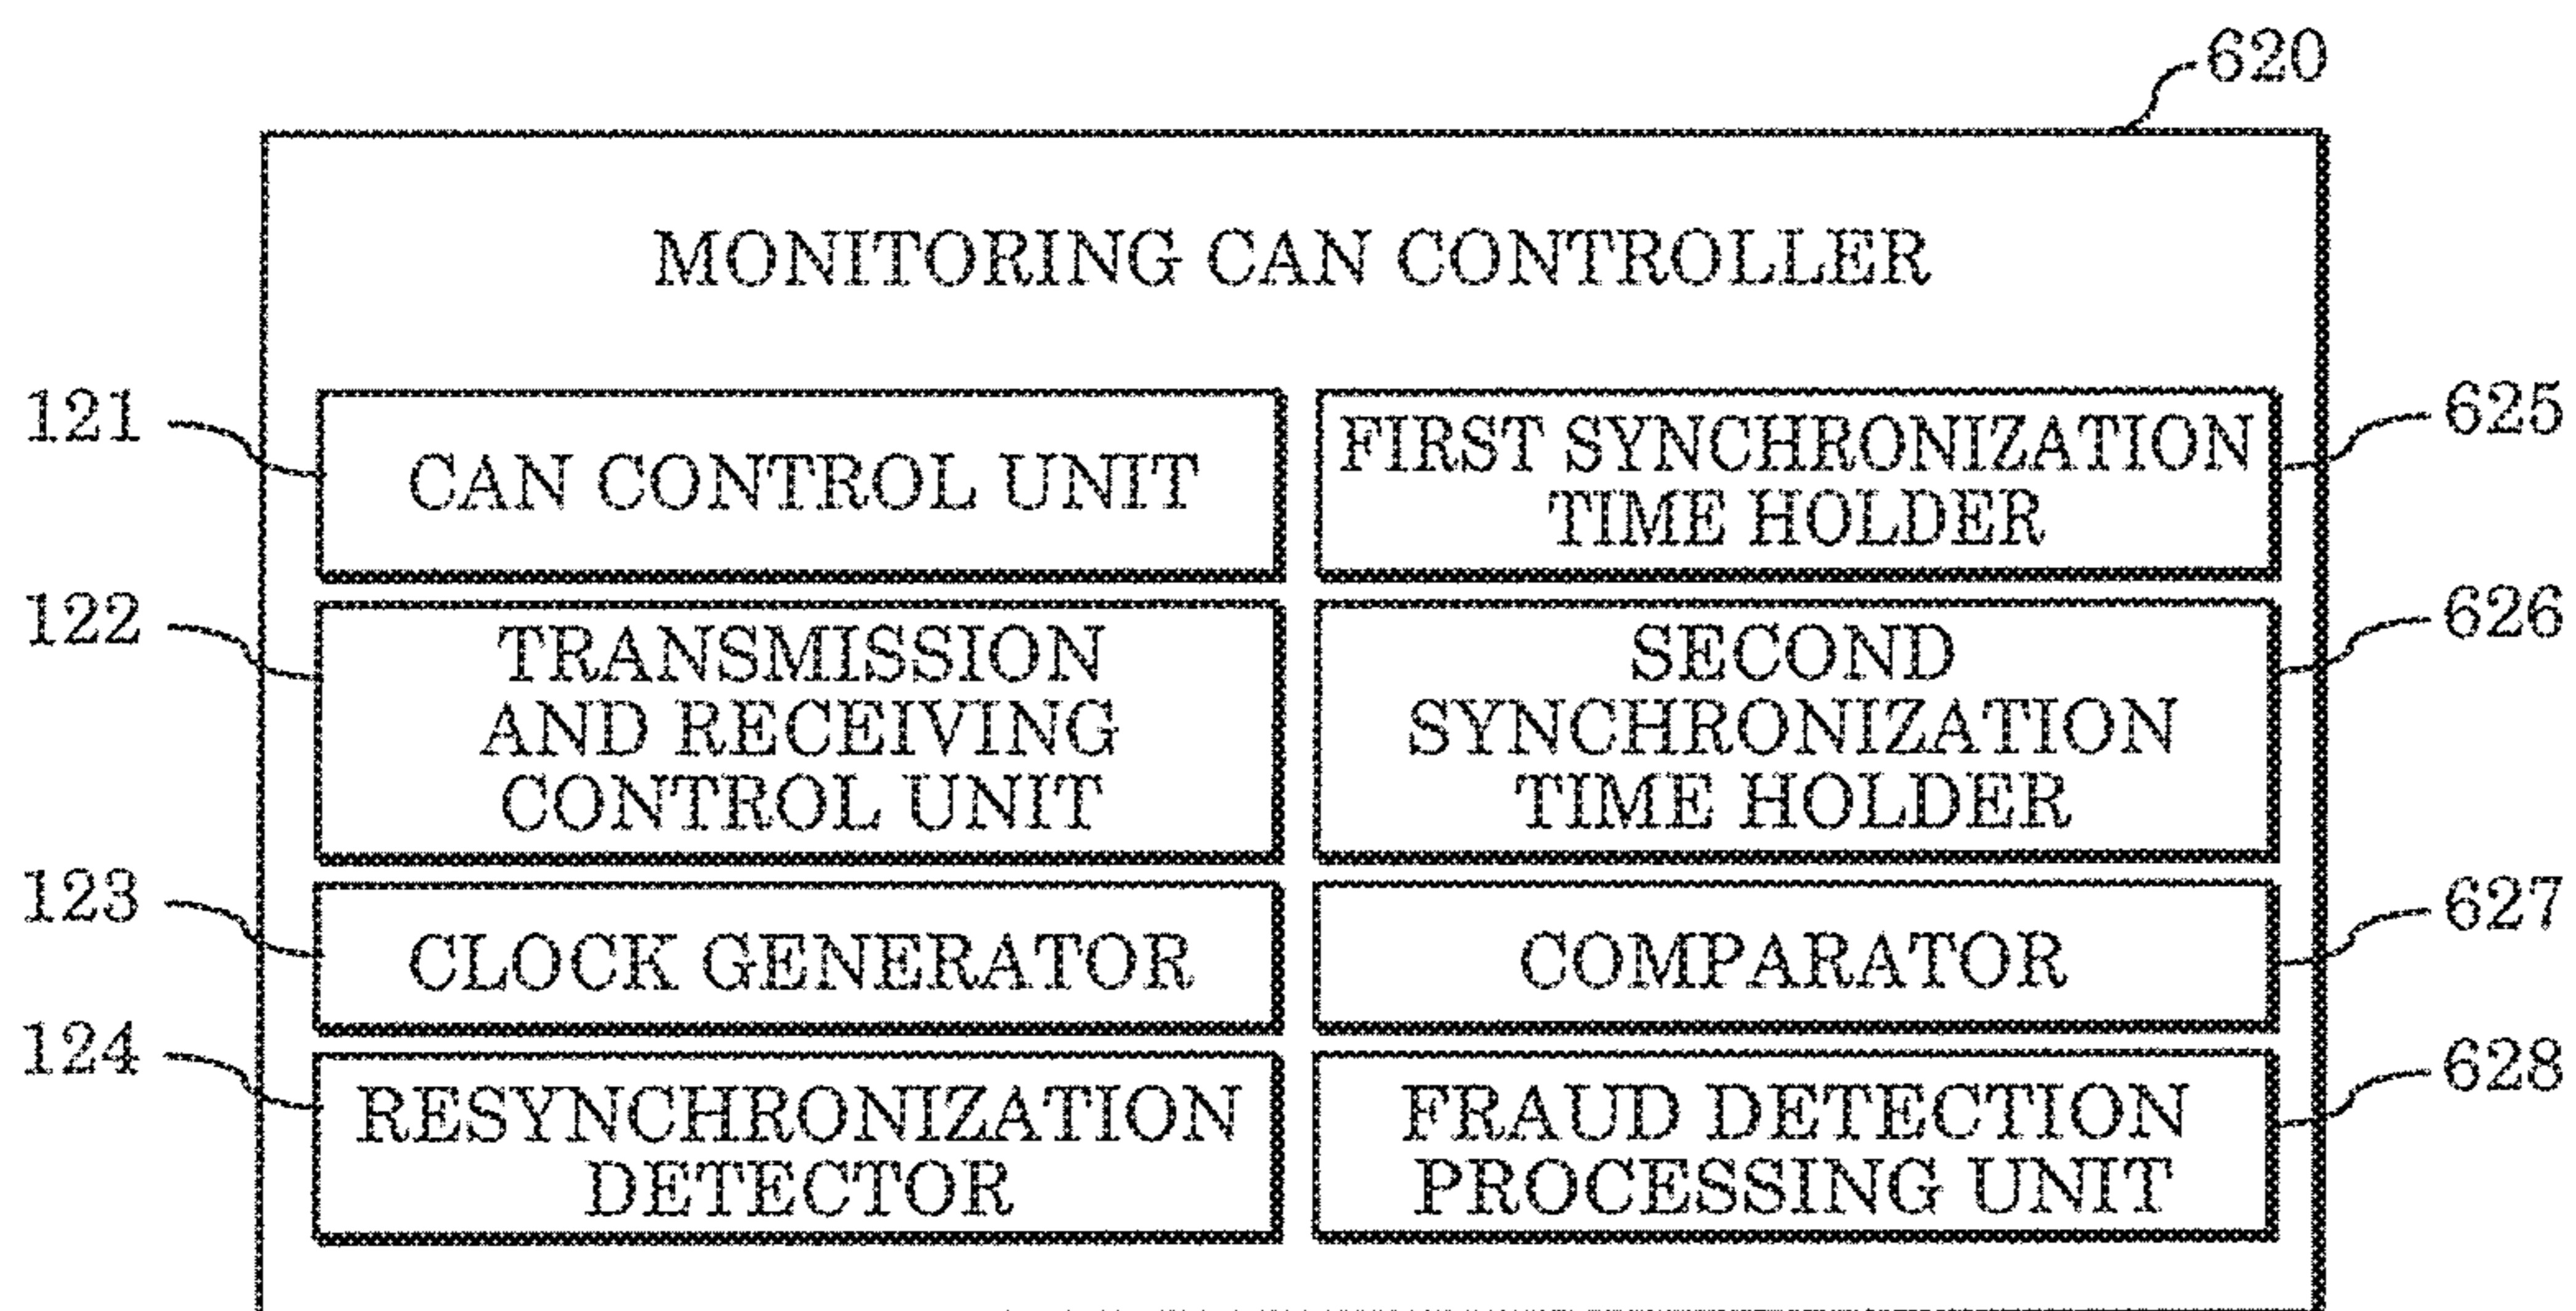 620
MONITORING CAN CONTROLLER
121
CAN CONTROL UNIT
FIRST SYNCHRONIZATION
TIME HOLDER
625
122
TRANSMISSION
AND RECEIVING
CONTROL UNIT
SECOND
SYNCHRONIZATION
TIME HOLDER
626
123
CLOCK GENERATOR
COMPARATOR
627
124
RESYNCHRONIZATION
DETECTOR
FRAUD DETECTION
PROCESSING UNIT
628